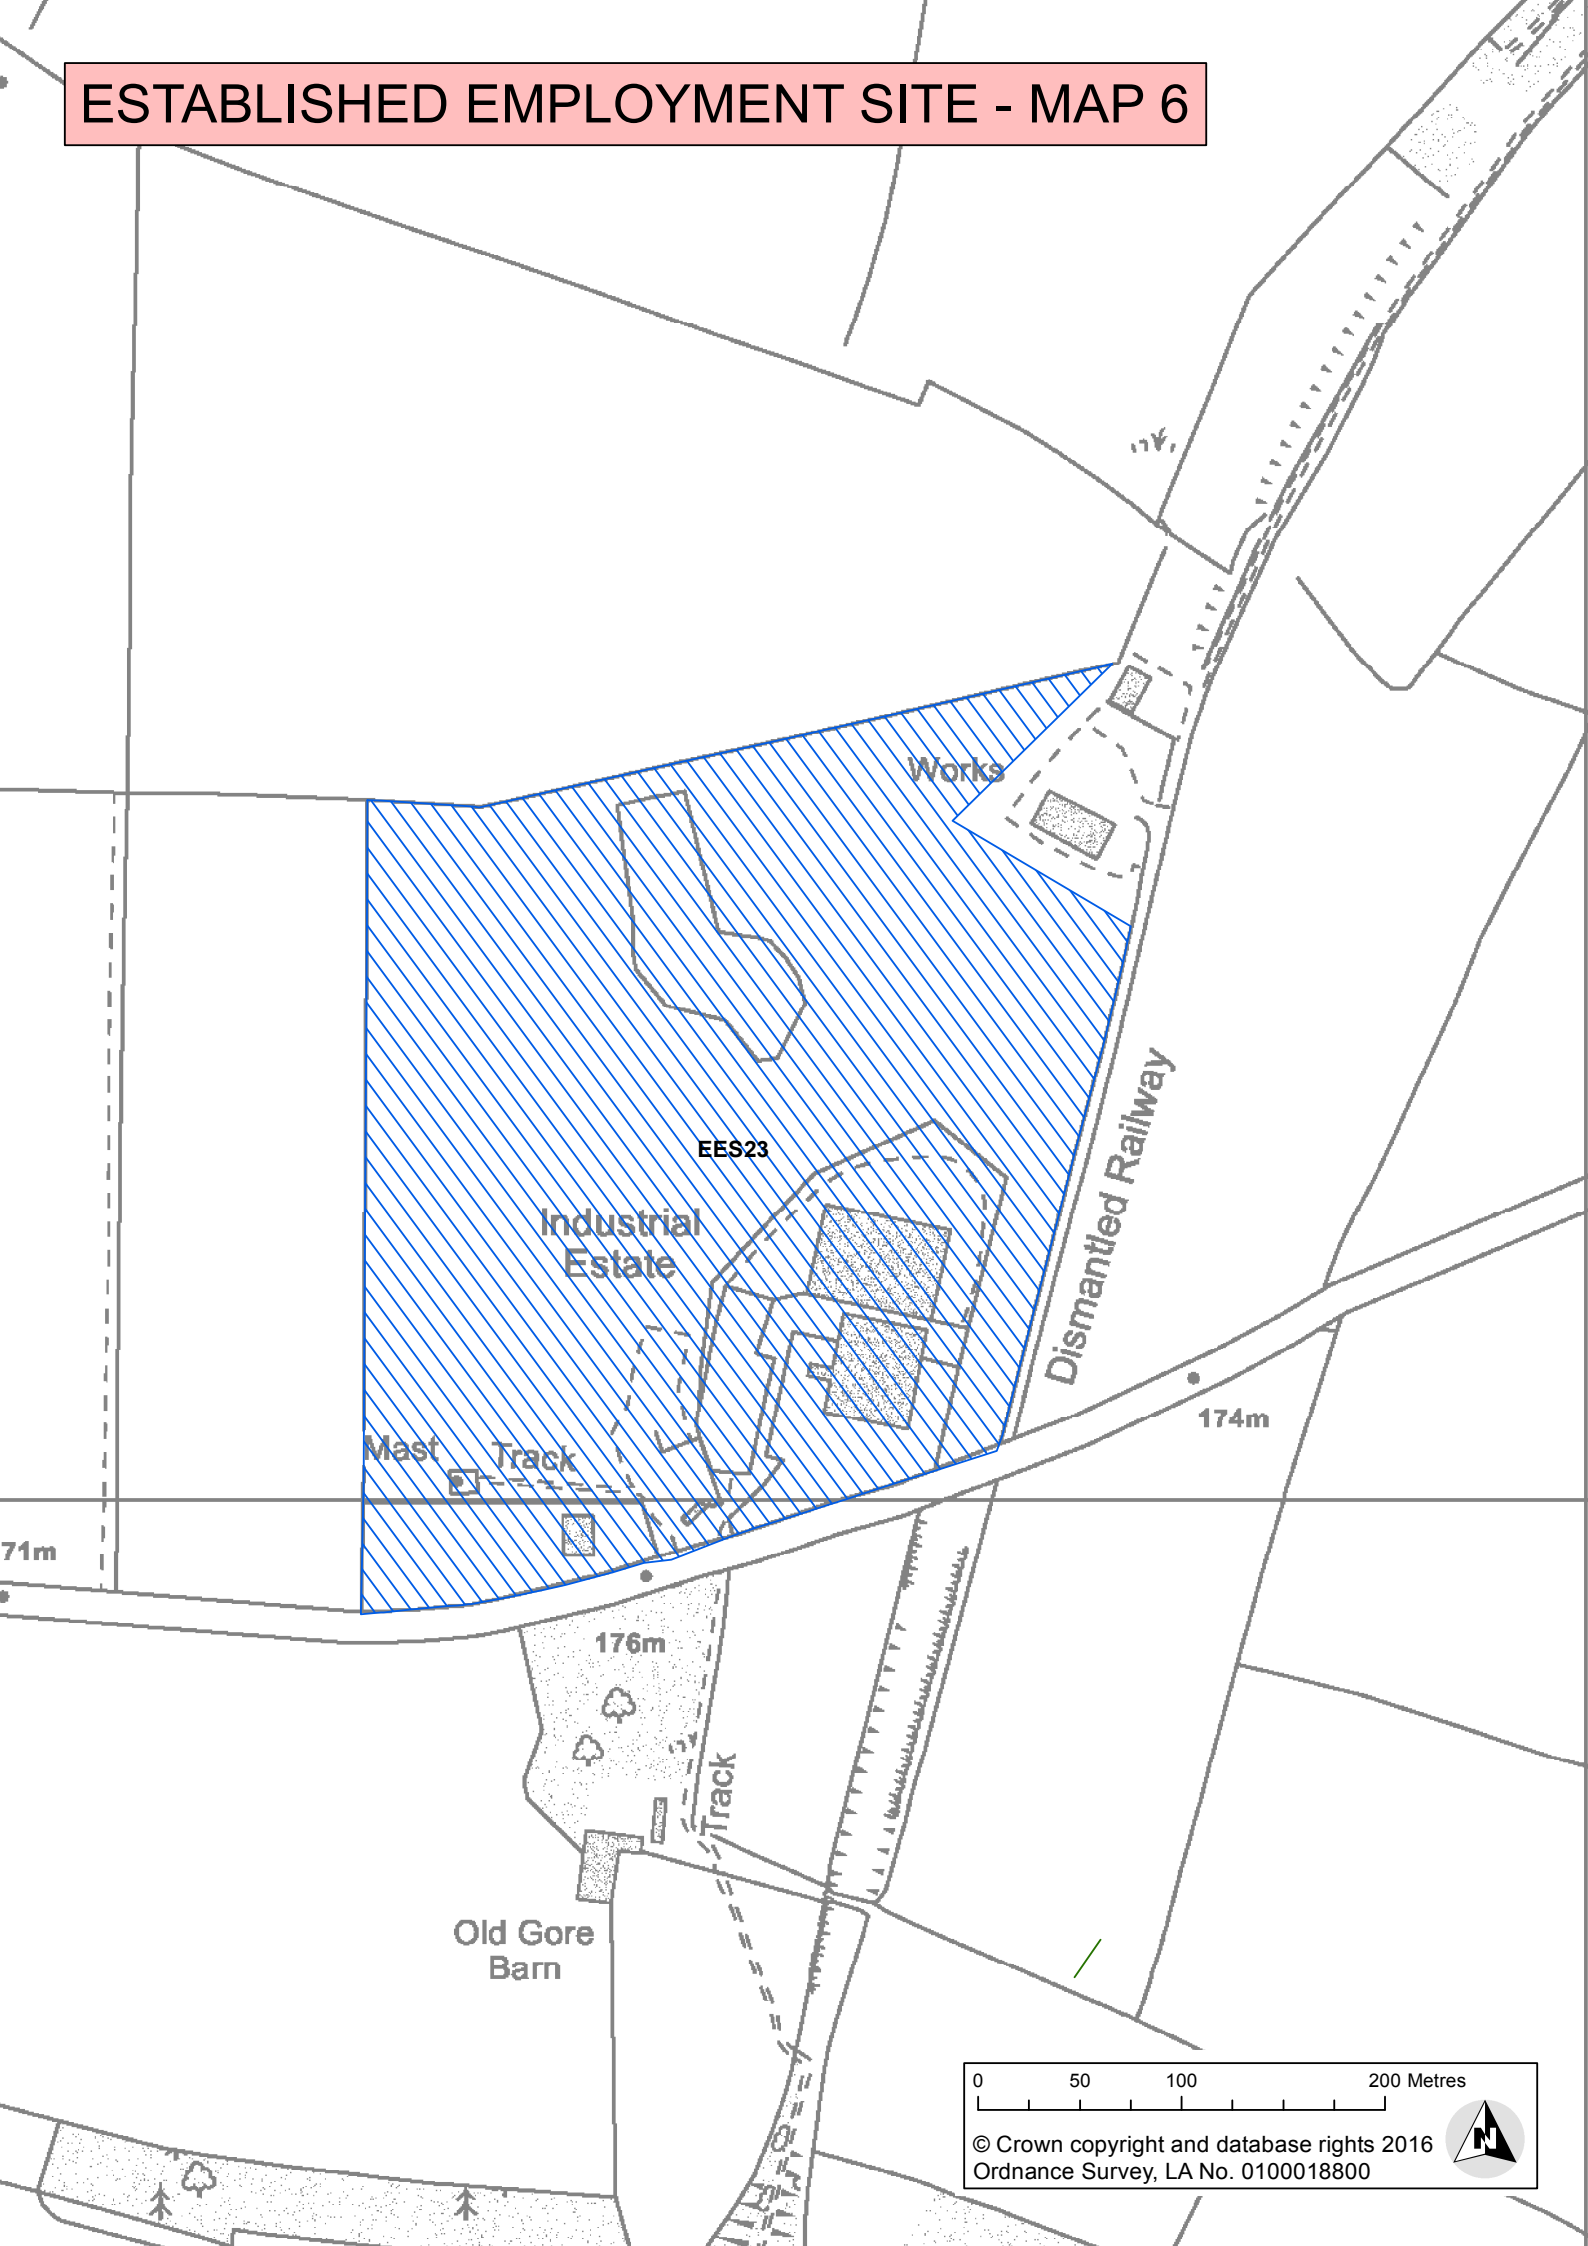 ESTABLISHED EMPLOYMENT SITE - MAP 6
Works
EES23
Industrial
Estate
Dismantled Railway
Mast
Track
174m
71m
176m
Track
Old Gore
Barn
0 50 100 200 Metres
© Crown copyright and database rights 2016
Ordnance Survey, LA No. 0100018800
N